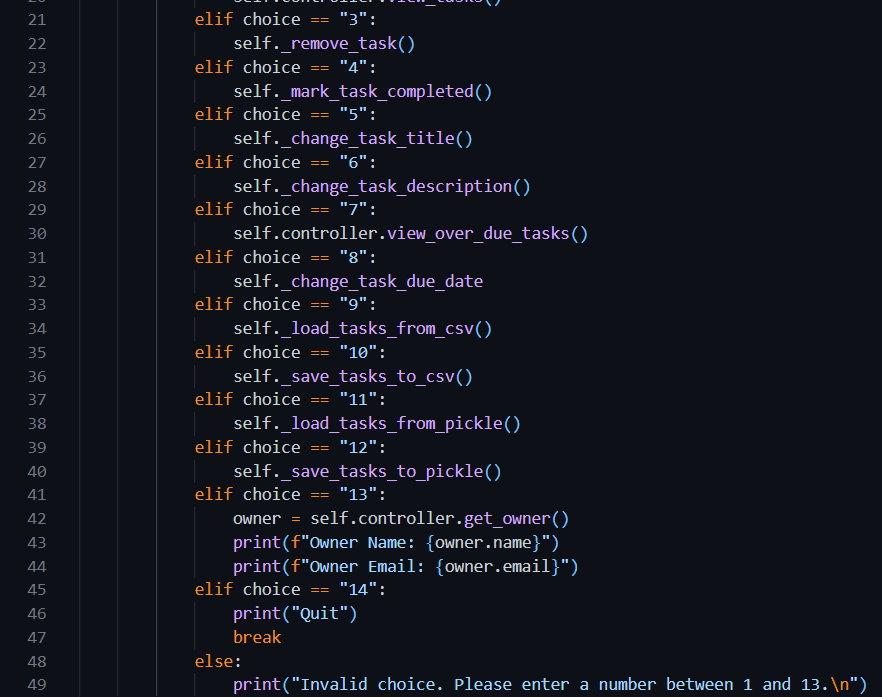 20 self.controller.view_tasks()
21 elif choice == "3":
22 self._remove_task()
23 elif choice == "4":
24 self._mark_task_completed()
25 elif choice == "5":
26 self._change_task_title()
27 elif choice == "6":
28 self._change_task_description()
29 elif choice == "7":
30 self.controller.view_over_due_tasks()
31 elif choice == "8":
32 self._change_task_due_date
33 elif choice == "9":
34 self._load_tasks_from_csv()
35 elif choice == "10":
36 self._save_tasks_to_csv()
37 elif choice == "11":
38 self._load_tasks_from_pickle()
39 elif choice == "12":
40 self._save_tasks_to_pickle()
41 elif choice == "13":
42 owner = self.controller.get_owner()
43 print(f"Owner Name: {owner.name}")
44 print(f"Owner Email: {owner.email}")
45 elif choice == "14":
46 print("Quit")
47 break
48 else:
49 print("Invalid choice. Please enter a number between 1 and 13.\n")